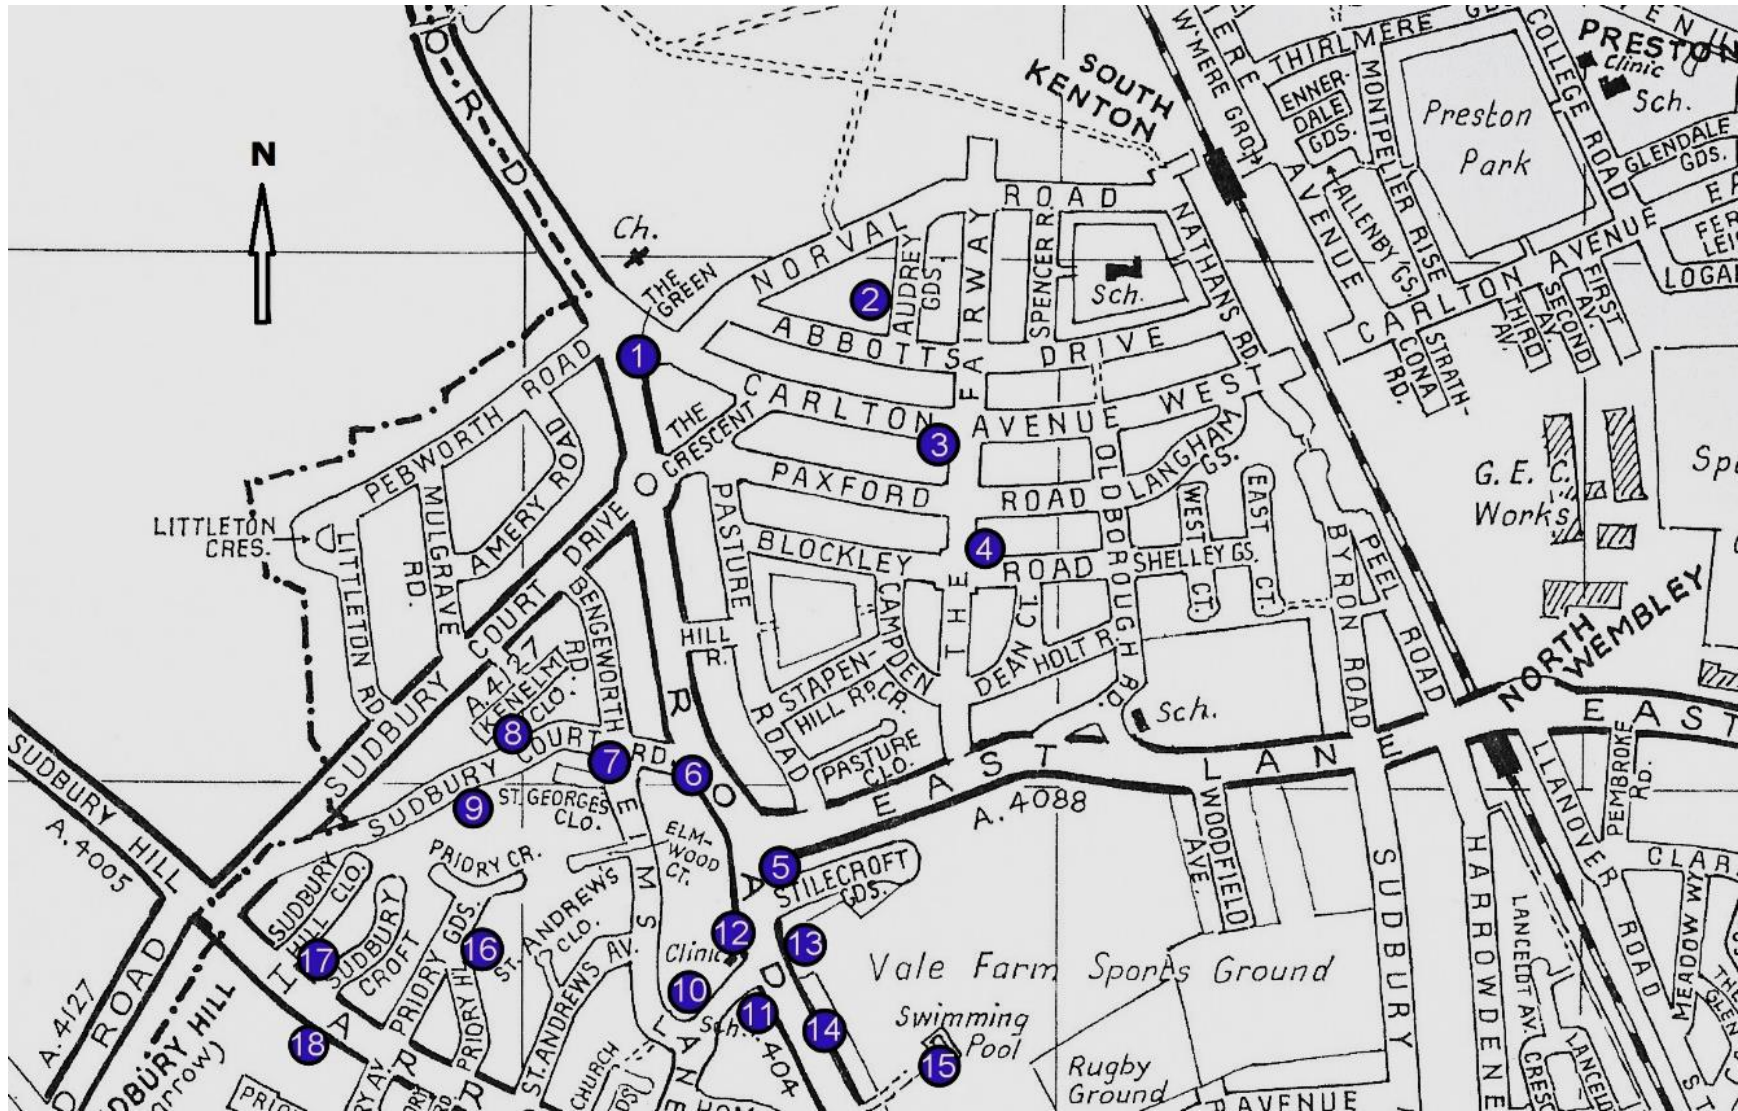 N
FORD
SOUTH
KENTON
W'MERE GRO.
THIRLMERE
GDS.
COLLEGE ROAD
PRESTON
Clinic
Sch.
ENNER-
DALE
GDS.
MONTPELIER RISE
Preston
Park
GLENDALE
GDS.
ALLENBY GS.
AVENUE
Ch.
THE
GREEN
NORVAL
ROAD
NATHANS RD.
AUDREY
GDS.
FAIRWAY
SPENCER R.
Sch.
CARLTON
AVENUE
THIRD
AV.
SECOND
AV.
FIRST
AV.
STRATH-
CONA
RD.
1
2
ABBOTTS
DRIVE
PEBWORTH
ROAD
CARLTON
AVENUE
WES
3
THE
CRESCENT
PAXFORD
ROAD
LANGHAM
GS.
G. E. C.
Works
AMERY ROAD
MULGRAVE
RD.
LITTLETON
CRES.
LITTLETON RD
PASTURE
ROAD
BLOCKLEY
ROAD
4
OLDBOROUGH RD.
WEST
CT.
EAST
CT.
SHELLEY GS.
BYRON ROAD
PEEL ROAD
SUDBURY COURT DRIVE
A.4127
BENGEWORTH
RD
KENELM
CLO.
HILL
R.
CAMPDEN
THE
DEAN CT.
HOLT R.
STAPEN-
HILL RD.
CR.
PASTURE
CLO.
NORTH
WEMBLEY
Sch.
EAST
LANE
EAST
A. 4088
8
7
6
9
5
SUDBURY COURT RD.
ST. GEORGES
CLO.
SUDBURY HILL
A.4005
PRIORY CR.
ELMS
LANE
ELM-
WOOD
CT.
STILECROFT
GDS.
WOODFIELD
AVE.
SUDBURY
HARROWDENE
LLANOVER
ROAD
PEMBROKE
RD.
MEADOW WY.
LANCELOT AV.
CRES
SUDBURY
HILL CLO.
SUDBURY
CROFT
PRIORY GDS.
PRIORY H
ST. ANDREW'S
CLO.
ST. ANDREWS AV.
17
16
12
13
10
11
14
15
18
Clinic
Sch.
404
Vale Farm Sports Ground
Swimming
Pool
Rugby
Ground
A.4127
ROAD
CHURCH
AVENUE